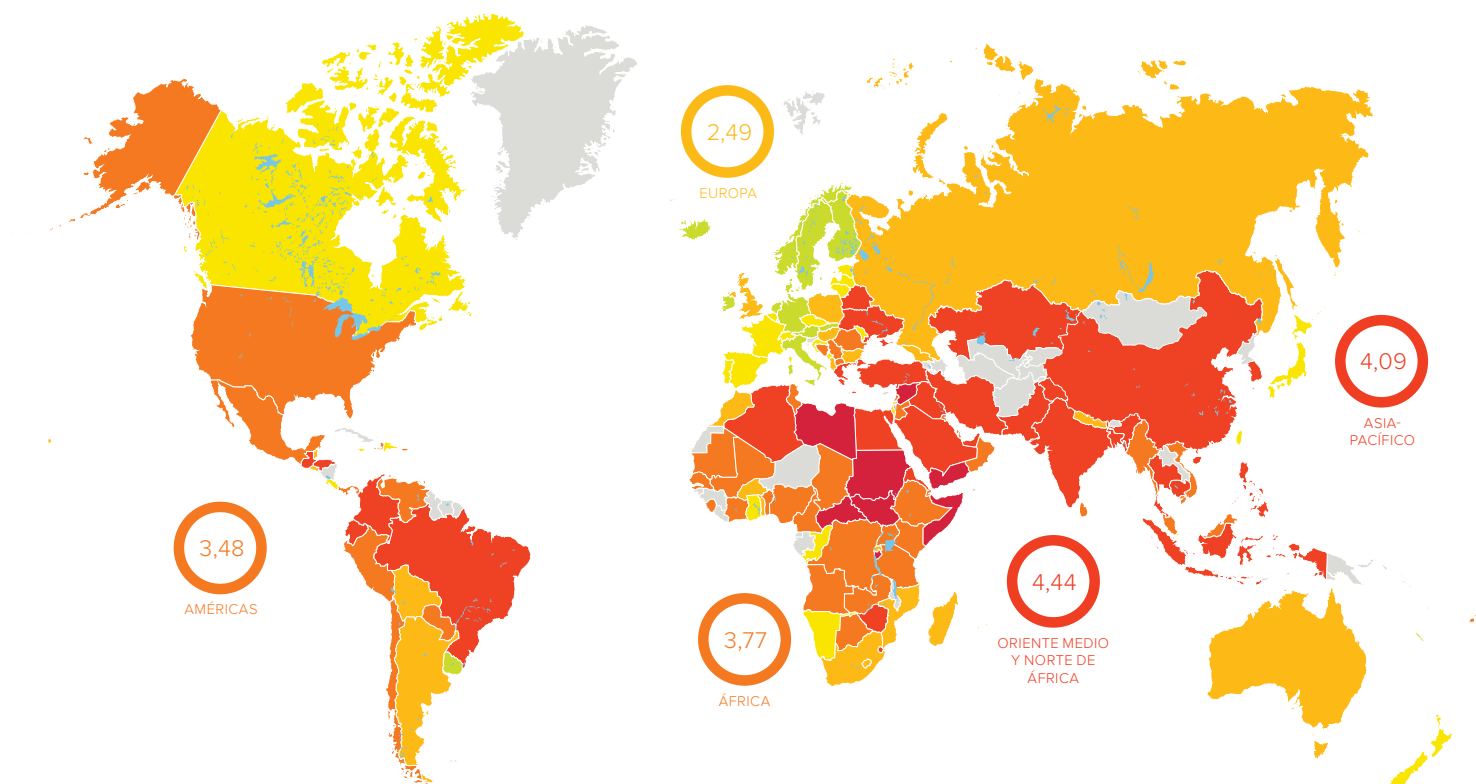 2,49
EUROPA
4,09
ASIA-
PACÍFICO
3,48
AMÉRICAS
4,44
ORIENTE MEDIO
Y NORTE DE
ÁFRICA
3,77
ÁFRICA